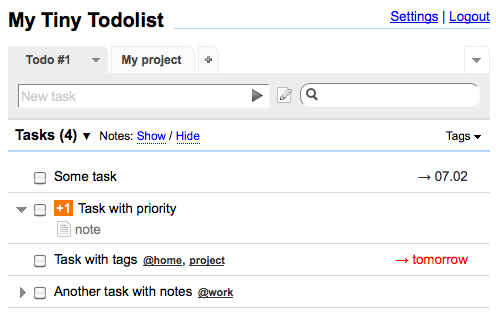 My Tiny Todolist
Settings | Logout
Todo #1 My project +
New task
Tasks (4) ▼ Notes: Show / Hide Tags ▾
Some task → 07.02
+1 Task with priority
note
Task with tags @home, project → tomorrow
Another task with notes @work